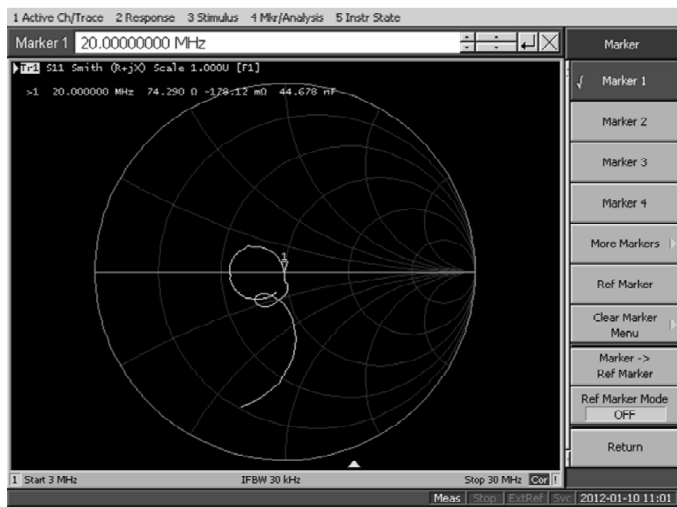 1 Active Ch/Trace 2 Response 3 Stimulus 4 Mkr/Analysis 5 Instr State
Marker 1 20.00000000 MHz
Tr1 S11 Smith (R+jX) Scale 1.000U [F1]
>1 20.000000 MHz 74.290 Ω -178.12 mΩ 44.678 nF
1
Marker
√ Marker 1
Marker 2
Marker 3
Marker 4
More Markers
Ref Marker
Clear Marker
Menu
Marker ->
Ref Marker
Ref Marker Mode
OFF
Return
1 Start 3 MHz IFBW 30 kHz Stop 30 MHz Cor !
Meas Stop ExtRef Svc 2012-01-10 11:01